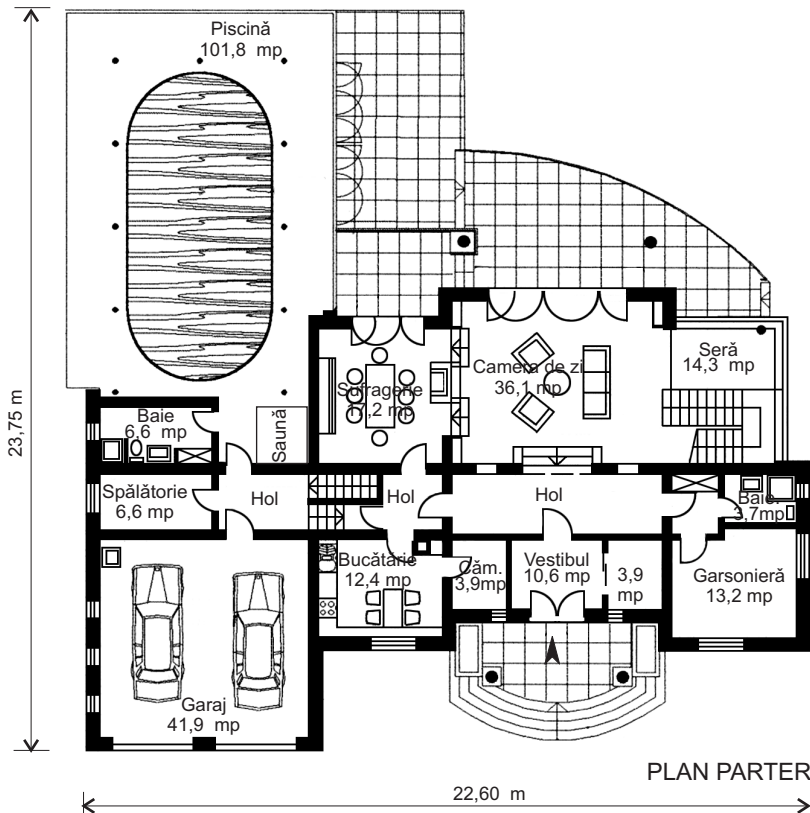 Piscină
101,8 mp
23,75 m
Camera de zi
36,1 mp
Seră
14,3 mp
Sufragerie
17,2 mp
Baie
6,6 mp
Saună
Spălătorie
6,6 mp
Hol
Hol
Hol
Baie.
3,7mp
Bucătărie
12,4 mp
Căm.
3,9mp
Vestibul
10,6 mp
3,9
mp
Garsonieră
13,2 mp
Garaj
41,9 mp
PLAN PARTER
22,60 m